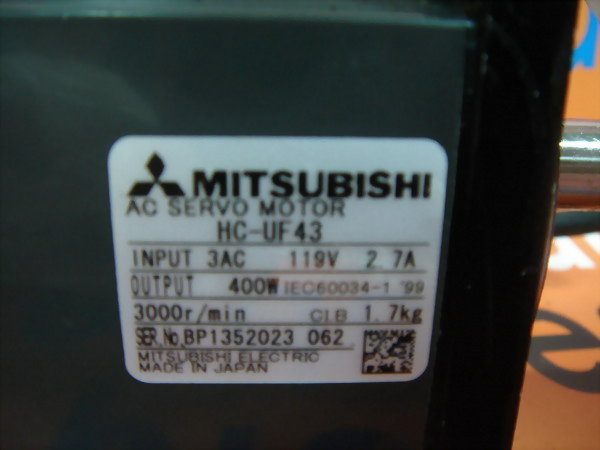 MITSUBISHI
AC SERVO MOTOR
HC-UF43
INPUT 3AC 119V 2.7A
OUTPUT 400W IEC60034-1 '99
3000r/min CI.B 1.7kg
SER.No.BP1352023 062
MITSUBISHI ELECTRIC
MADE IN JAPAN